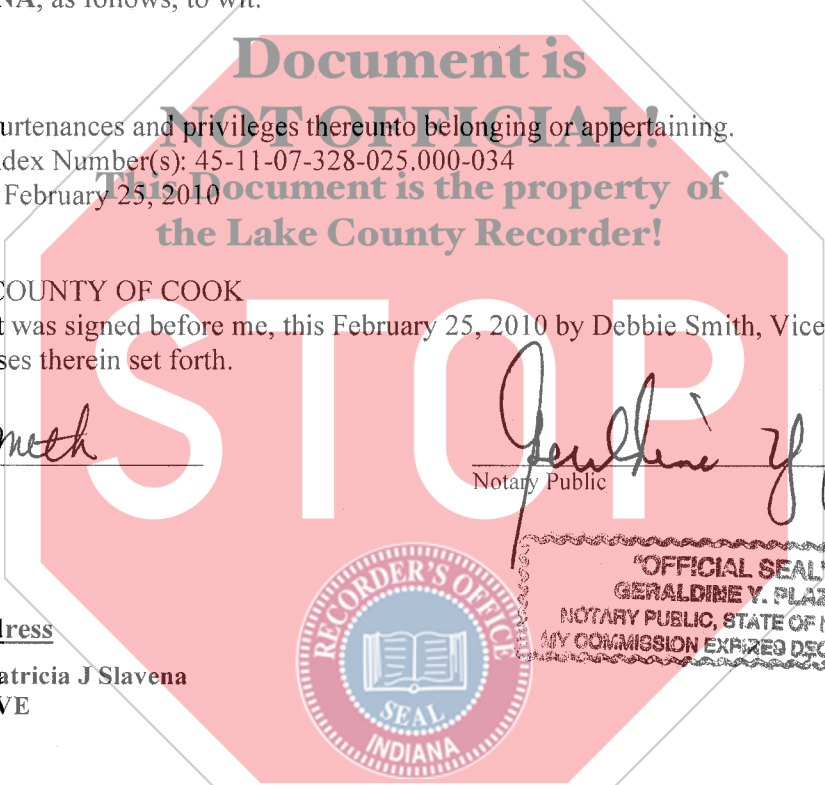 NA, as follows, to wit:
Document is
NOT OFFICIAL!
urtenances and privileges thereunto belonging or appertaining.
dex Number(s): 45-11-07-328-025.000-034
February 25, 2010
This Document is the property of
the Lake County Recorder!
COUNTY OF COOK
t was signed before me, this February 25, 2010 by Debbie Smith, Vice
ses therein set forth.
STOP
Notary Public
"OFFICIAL SEAL"
GERALDINE Y. PLAZ
NOTARY PUBLIC, STATE OF
MY COMMISSION EXPIRES DEC
RECORDER'S OFFICE
SEAL
INDIANA
dress
atricia J Slavena
VE